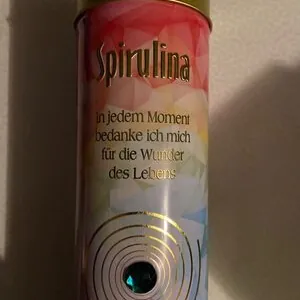 Spirulina
In jedem Moment
bedanke ich mich
für die Wunder
des Lebens